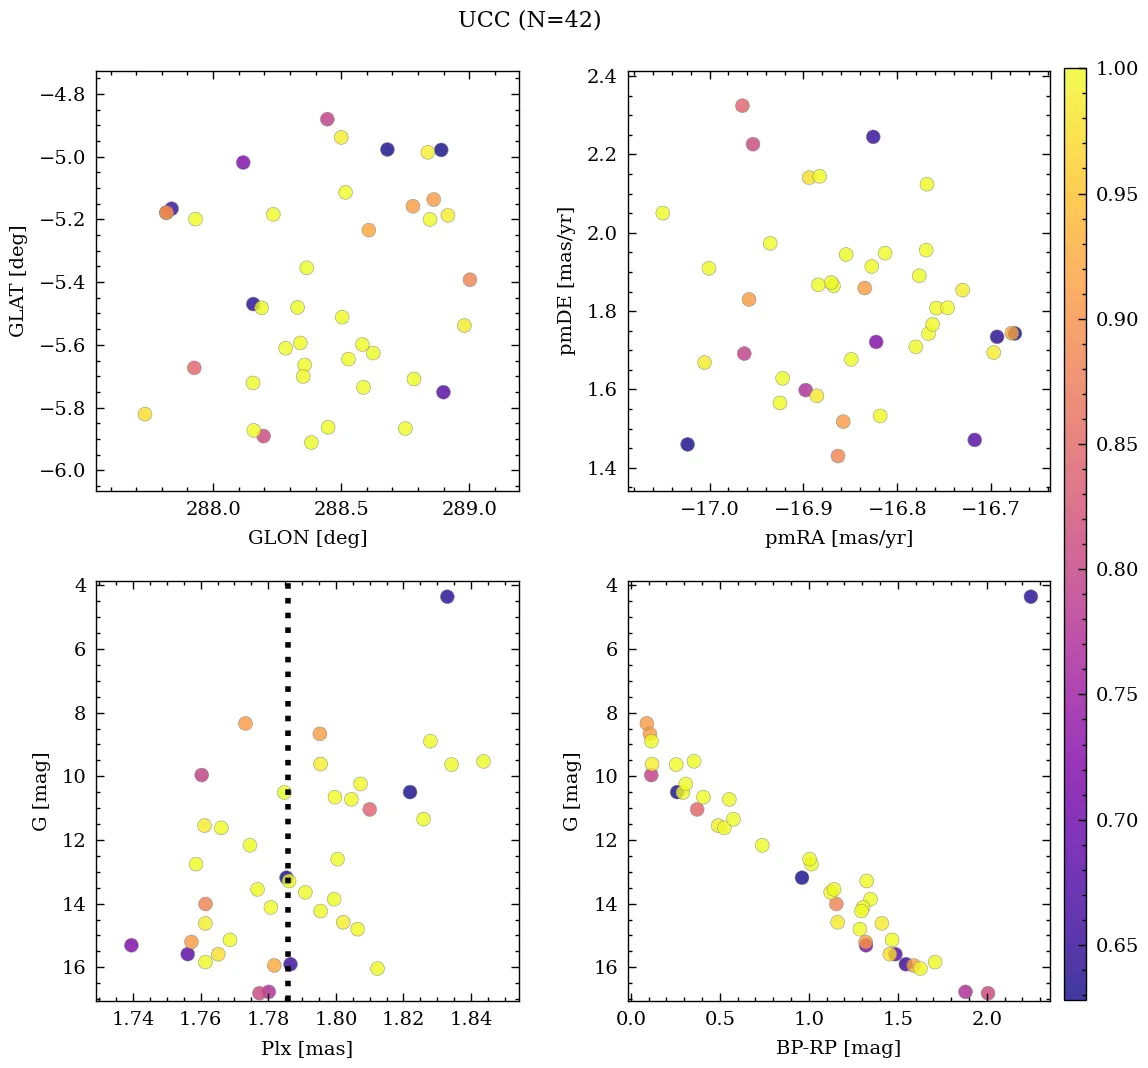 UCC (N=42)
−4.8
−5.0
−5.2
−5.4
−5.6
−5.8
−6.0
GLAT [deg]
288.0 288.5 289.0
GLON [deg]
2.4
2.2
2.0
1.8
1.6
1.4
pmDE [mas/yr]
−17.0 −16.9 −16.8 −16.7
pmRA [mas/yr]
4
6
8
10
12
14
16
G [mag]
1.74 1.76 1.78 1.80 1.82 1.84
Plx [mas]
4
6
8
10
12
14
16
G [mag]
0.0 0.5 1.0 1.5 2.0
BP-RP [mag]
1.00
0.95
0.90
0.85
0.80
0.75
0.70
0.65